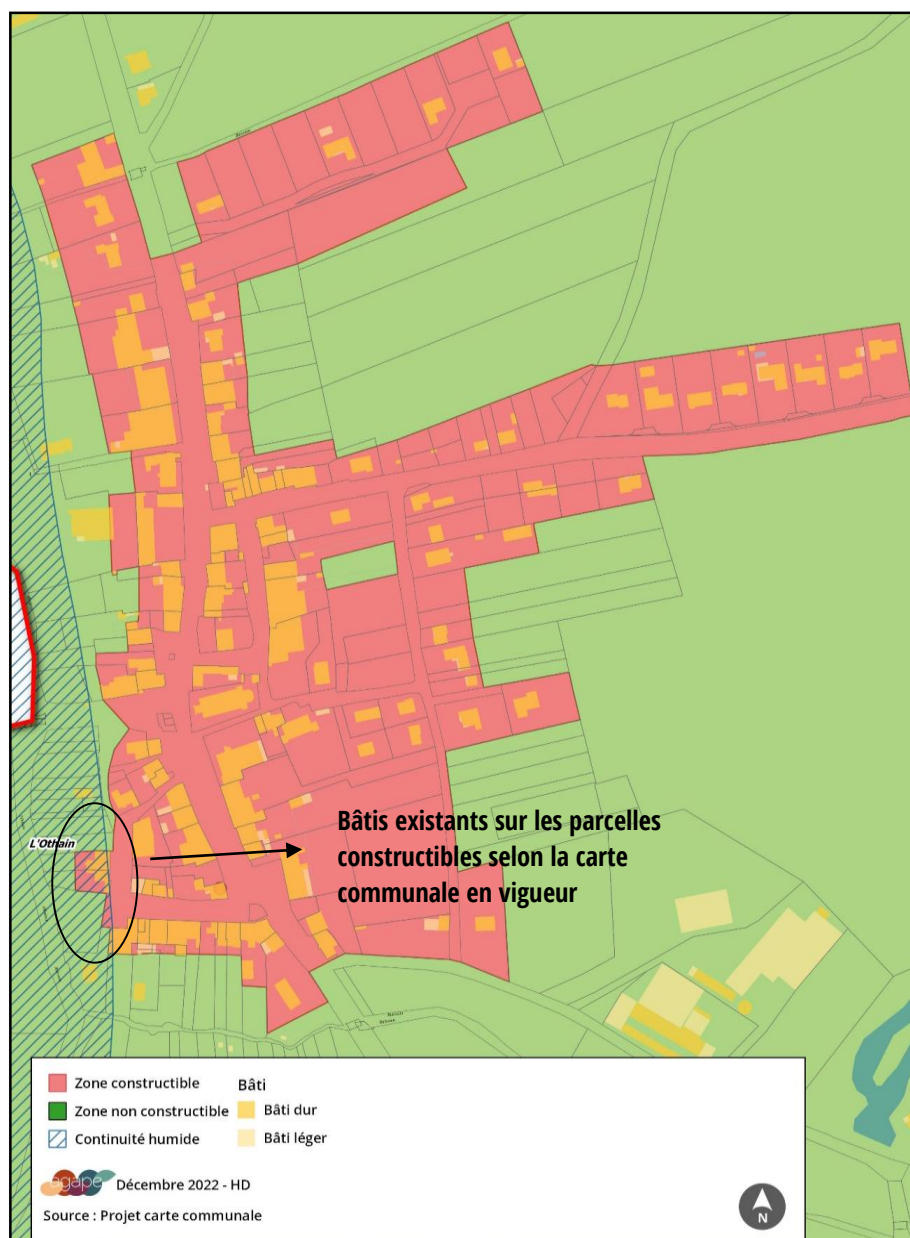 L'Othain
Bâtis existants sur les parcelles
constructibles selon la carte
communale en vigueur
Zone constructible
Zone non constructible
Continuité humide
Bâti
Bâti dur
Bâti léger
agape Décembre 2022 - HD
Source : Projet carte communale
N